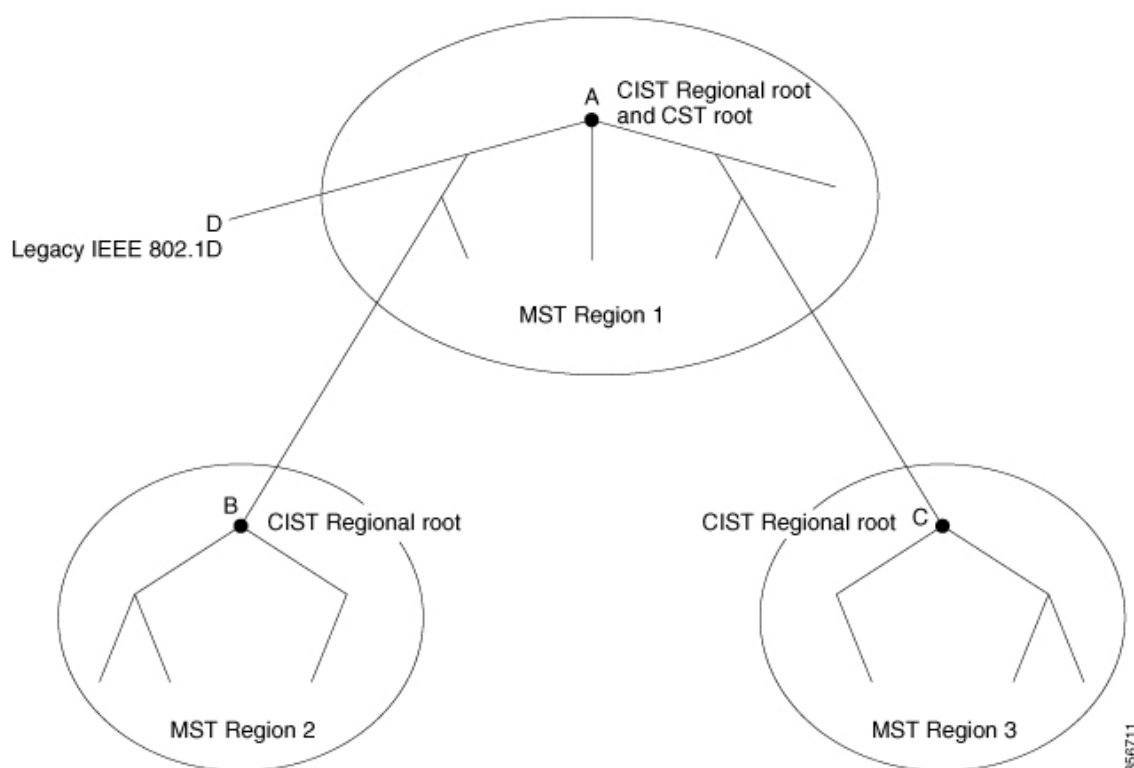 A
CIST Regional root
and CST root
D
Legacy IEEE 802.1D
MST Region 1
B
CIST Regional root
CIST Regional root
C
MST Region 2
MST Region 3